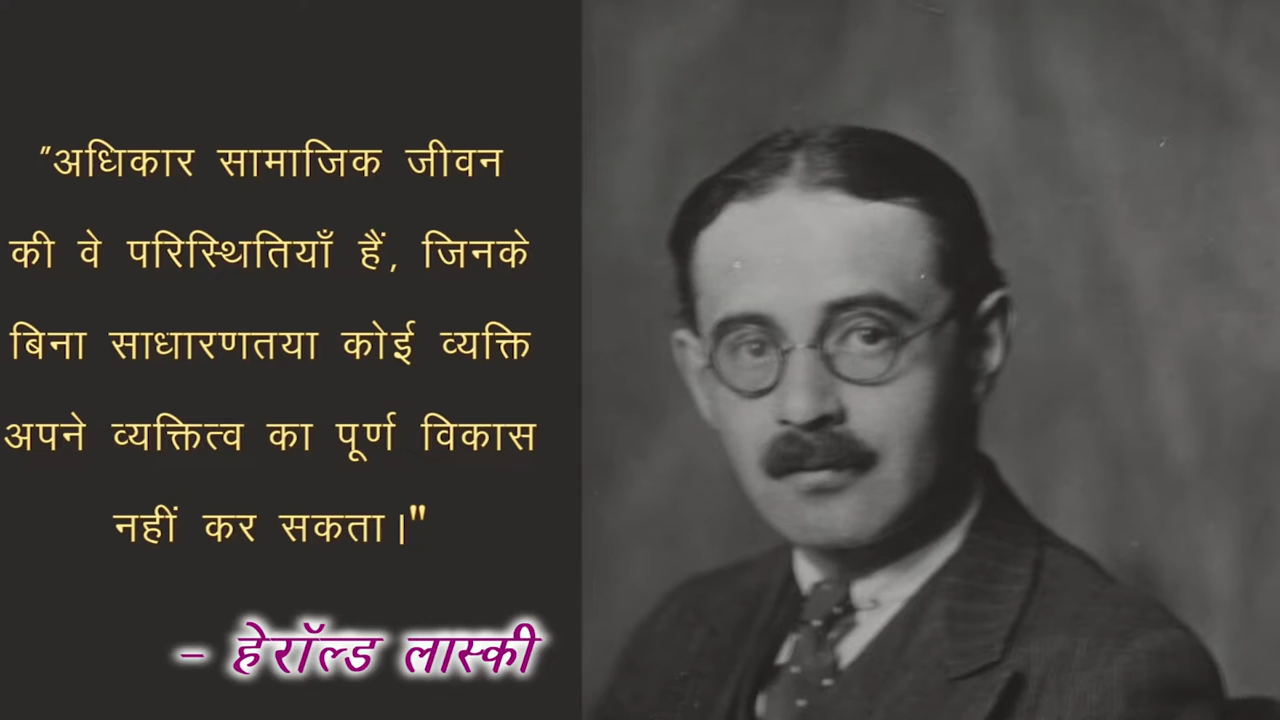 "अधिकार सामाजिक जीवन
की वे परिस्थितियाँ हैं, जिनके
बिना साधारणतया कोई व्यक्ति
अपने व्यक्तित्व का पूर्ण विकास
नहीं कर सकता।"
– हेरॉल्ड लास्की